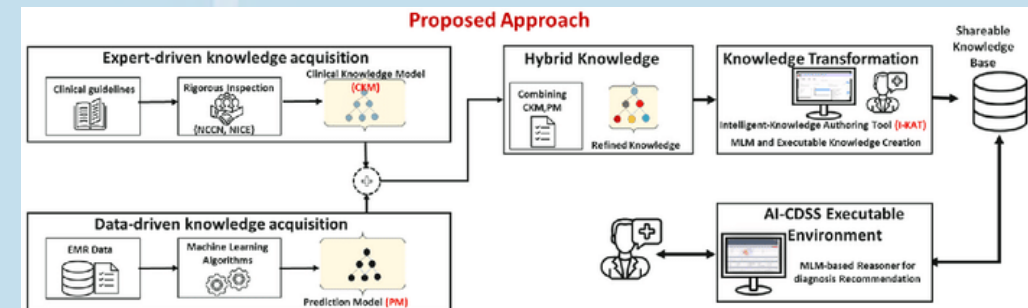 Proposed Approach
Expert-driven knowledge acquisition
Clinical guidelines
Rigorous Inspection
(NCCN, NICE)
Clinical Knowledge Model
(CKM)
Hybrid Knowledge
Combining
CKM,PM
Refined Knowledge
Knowledge Transformation
Intelligent-Knowledge Authoring Tool (I-KAT)
MLM and Executable Knowledge Creation
Shareable
Knowledge
Base
Data-driven knowledge acquisition
EMR Data
Machine Learning
Algorithms
Prediction Model (PM)
AI-CDSS Executable
Environment
MLM-based Reasoner for
diagnosis Recommendation